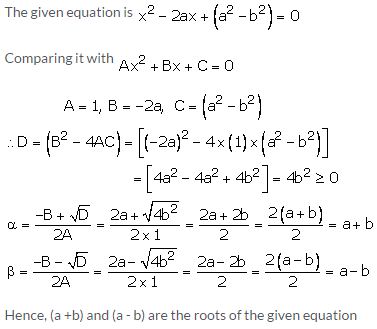 The given equation is x² − 2ax + (a² − b²) = 0
Comparing it with Ax² + Bx + C = 0
A = 1, B = −2a, C = (a² − b²)
∴ D = (B² − 4AC) = [(−2a)² − 4 × (1) × (a² − b²)]
= [4a² − 4a² + 4b²] = 4b² ≥ 0
α = (−B + √D)/2A = (2a + √4b²)/(2 × 1) = (2a + 2b)/2 = 2(a + b)/2 = a + b
β = (−B − √D)/2A = (2a − √4b²)/(2 × 1) = (2a − 2b)/2 = 2(a − b)/2 = a − b
Hence, (a +b) and (a - b) are the roots of the given equation